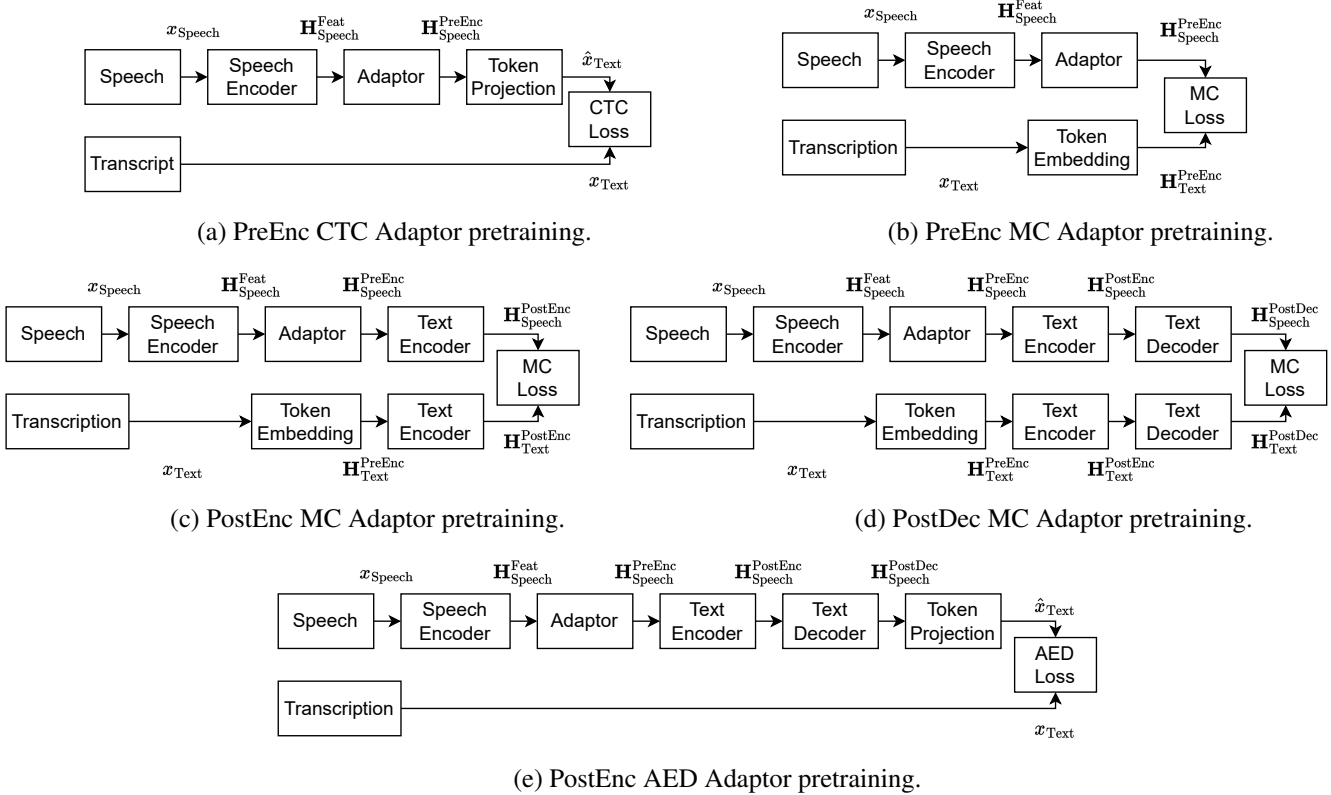 x_Speech H^Feat_Speech H^PreEnc_Speech
Speech Speech Encoder Adaptor Token Projection x̂_Text
CTC Loss
Transcript
x_Text
(a) PreEnc CTC Adaptor pretraining.
x_Speech H^Feat_Speech H^PreEnc_Speech
Speech Speech Encoder Adaptor
MC Loss
Transcription Token Embedding
x_Text H^PreEnc_Text
(b) PreEnc MC Adaptor pretraining.
x_Speech H^Feat_Speech H^PreEnc_Speech H^PostEnc_Speech
Speech Speech Encoder Adaptor Text Encoder
MC Loss
Transcription Token Embedding Text Encoder
x_Text H^PreEnc_Text H^PostEnc_Text
(c) PostEnc MC Adaptor pretraining.
x_Speech H^Feat_Speech H^PreEnc_Speech H^PostEnc_Speech H^PostDec_Speech
Speech Speech Encoder Adaptor Text Encoder Text Decoder
MC Loss
Transcription Token Embedding Text Encoder Text Decoder
x_Text H^PreEnc_Text H^PostEnc_Text H^PostDec_Text
(d) PostDec MC Adaptor pretraining.
x_Speech H^Feat_Speech H^PreEnc_Speech H^PostEnc_Speech H^PostDec_Speech
Speech Speech Encoder Adaptor Text Encoder Text Decoder Token Projection x̂_Text
AED Loss
Transcription
x_Text
(e) PostEnc AED Adaptor pretraining.